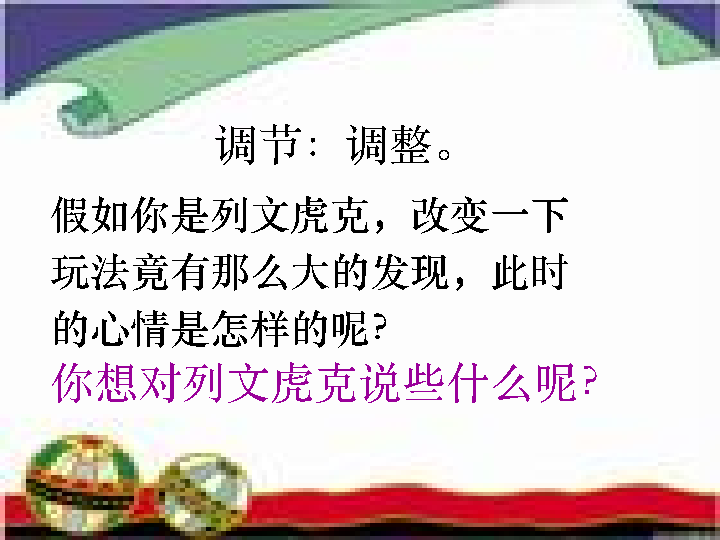 调节：调整。
假如你是列文虎克，改变一下
玩法竟有那么大的发现，此时
的心情是怎样的呢?
你想对列文虎克说些什么呢?